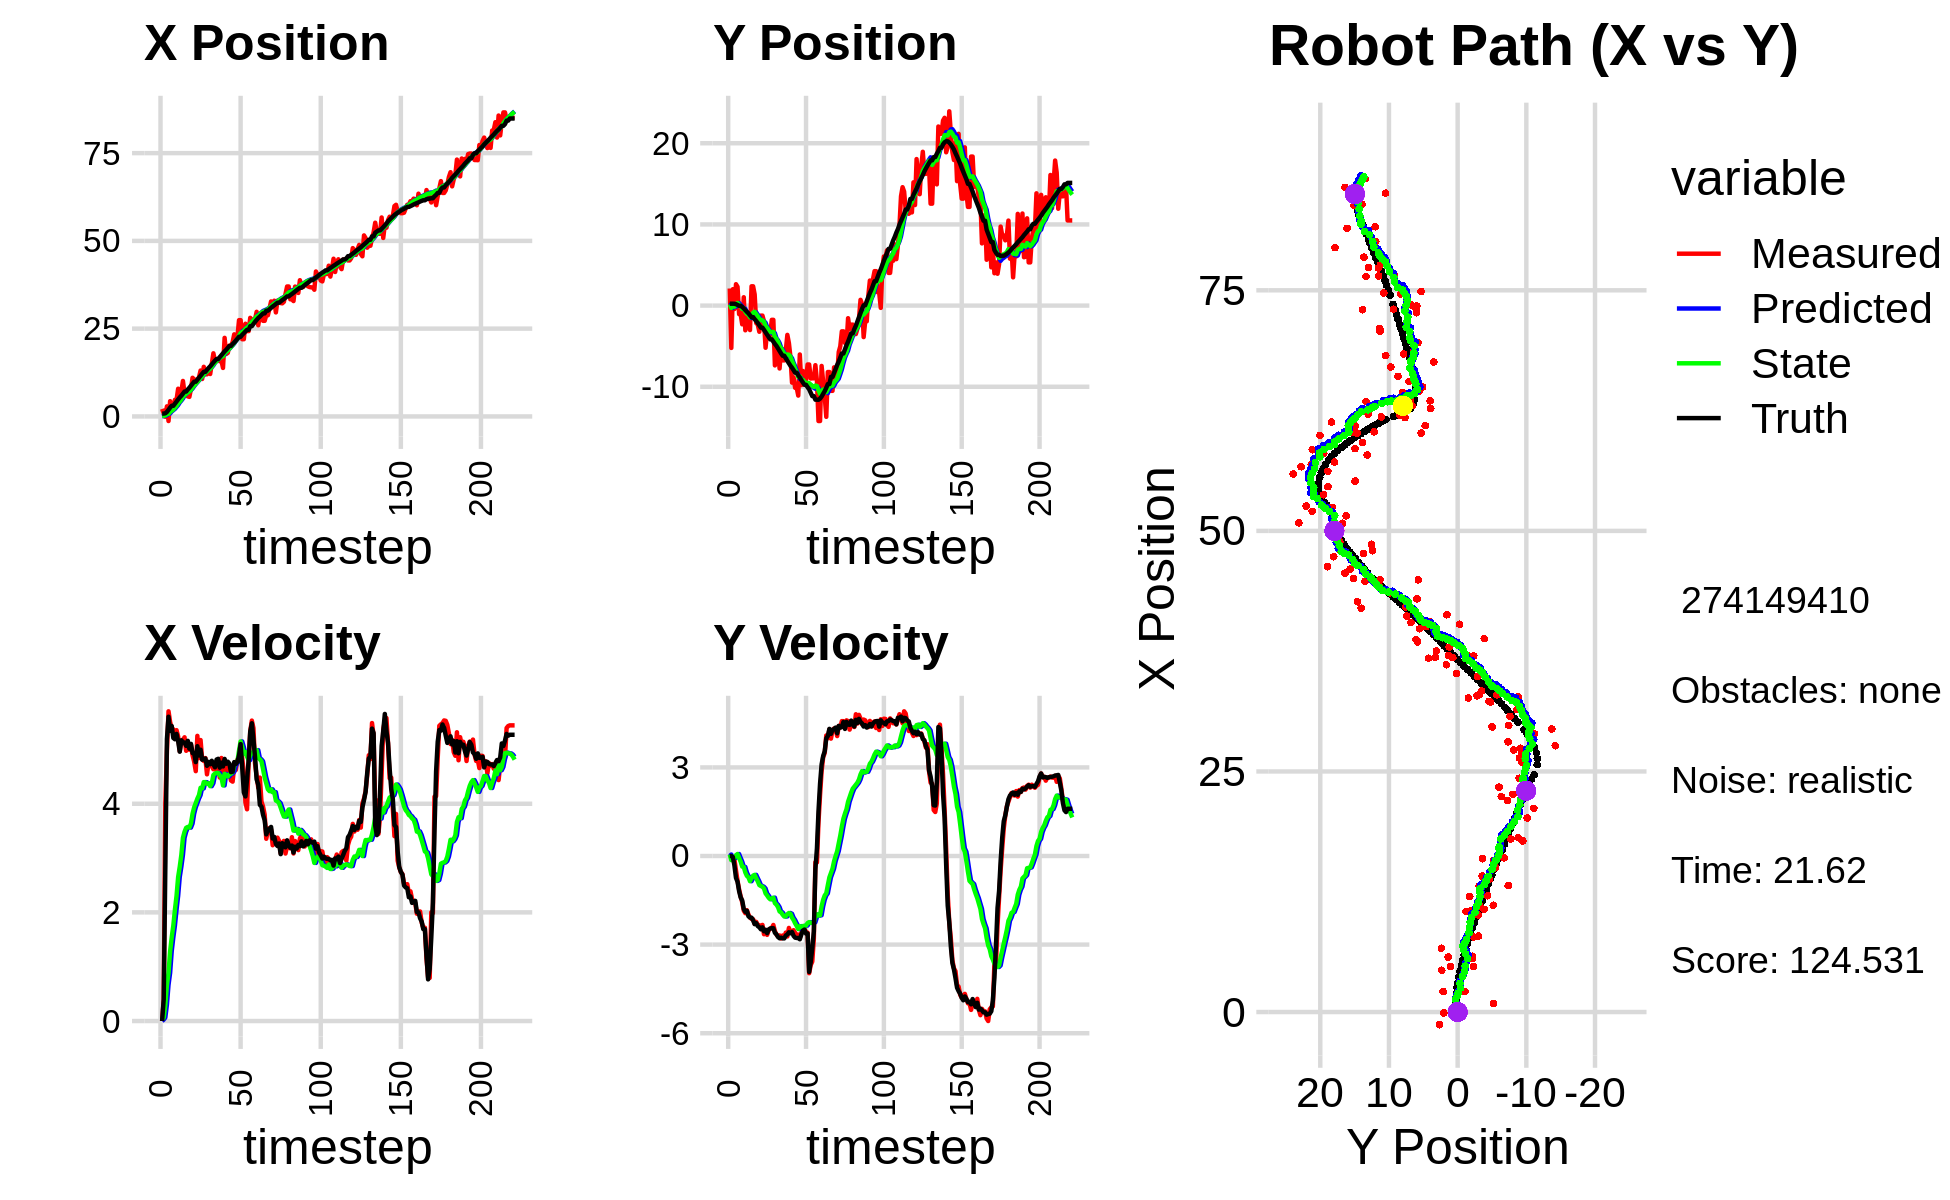 X Position
75
50
25
0
0
50
100
150
200
timestep
Y Position
20
10
0
-10
0
50
100
150
200
timestep
X Velocity
4
2
0
0
50
100
150
200
timestep
Y Velocity
3
0
-3
-6
0
50
100
150
200
timestep
Robot Path (X vs Y)
X Position
75
50
25
0
20 10 0 -10 -20
Y Position
variable
Measured
Predicted
State
Truth
274149410
Obstacles: none
Noise: realistic
Time: 21.62
Score: 124.531